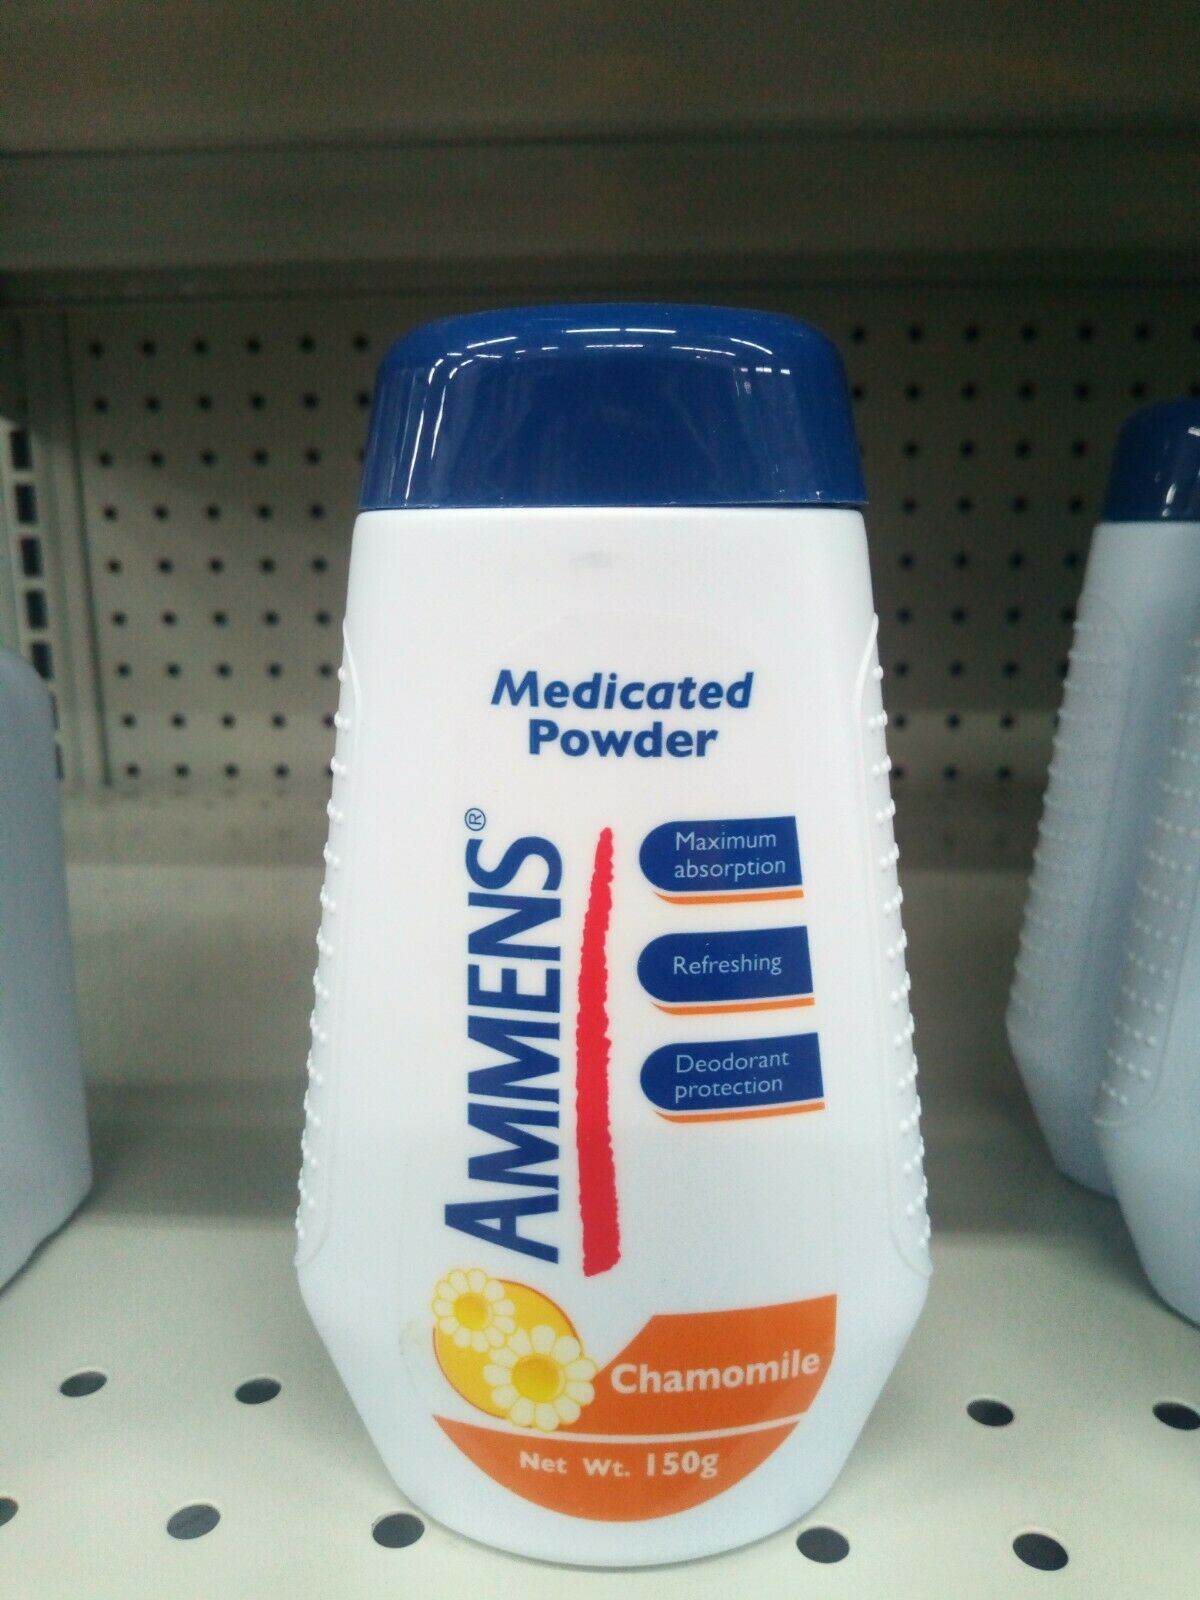 Medicated
Powder
AMMENS®
Maximum
absorption
Refreshing
Deodorant
protection
Chamomile
Net Wt. 150g